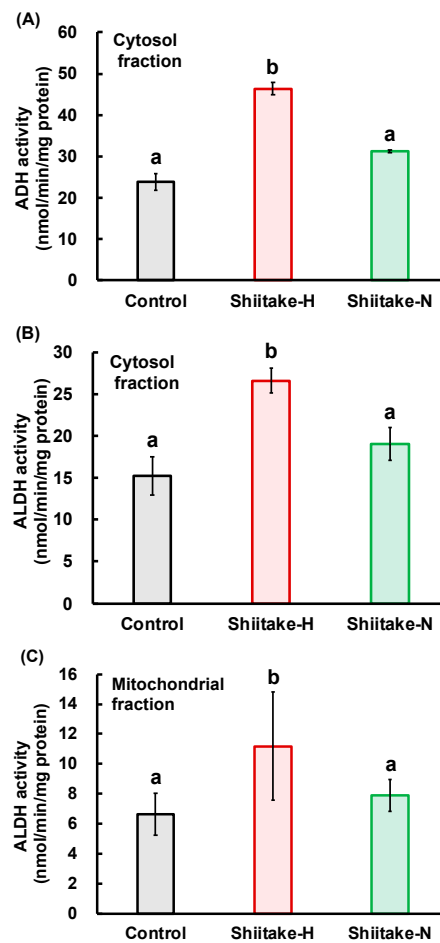 (A)
Cytosol
fraction
ADH activity
(nmol/min/mg protein)
60
50
40
30
20
10
0
a
b
a
Control
Shiitake-H
Shiitake-N
(B)
Cytosol
fraction
ALDH activity
(nmol/min/mg protein)
30
25
20
15
10
5
0
a
b
a
Control
Shiitake-H
Shiitake-N
(C)
Mitochondrial
fraction
ALDH activity
(nmol/min/mg protein)
16
14
12
10
8
6
4
2
0
a
b
a
Control
Shiitake-H
Shiitake-N